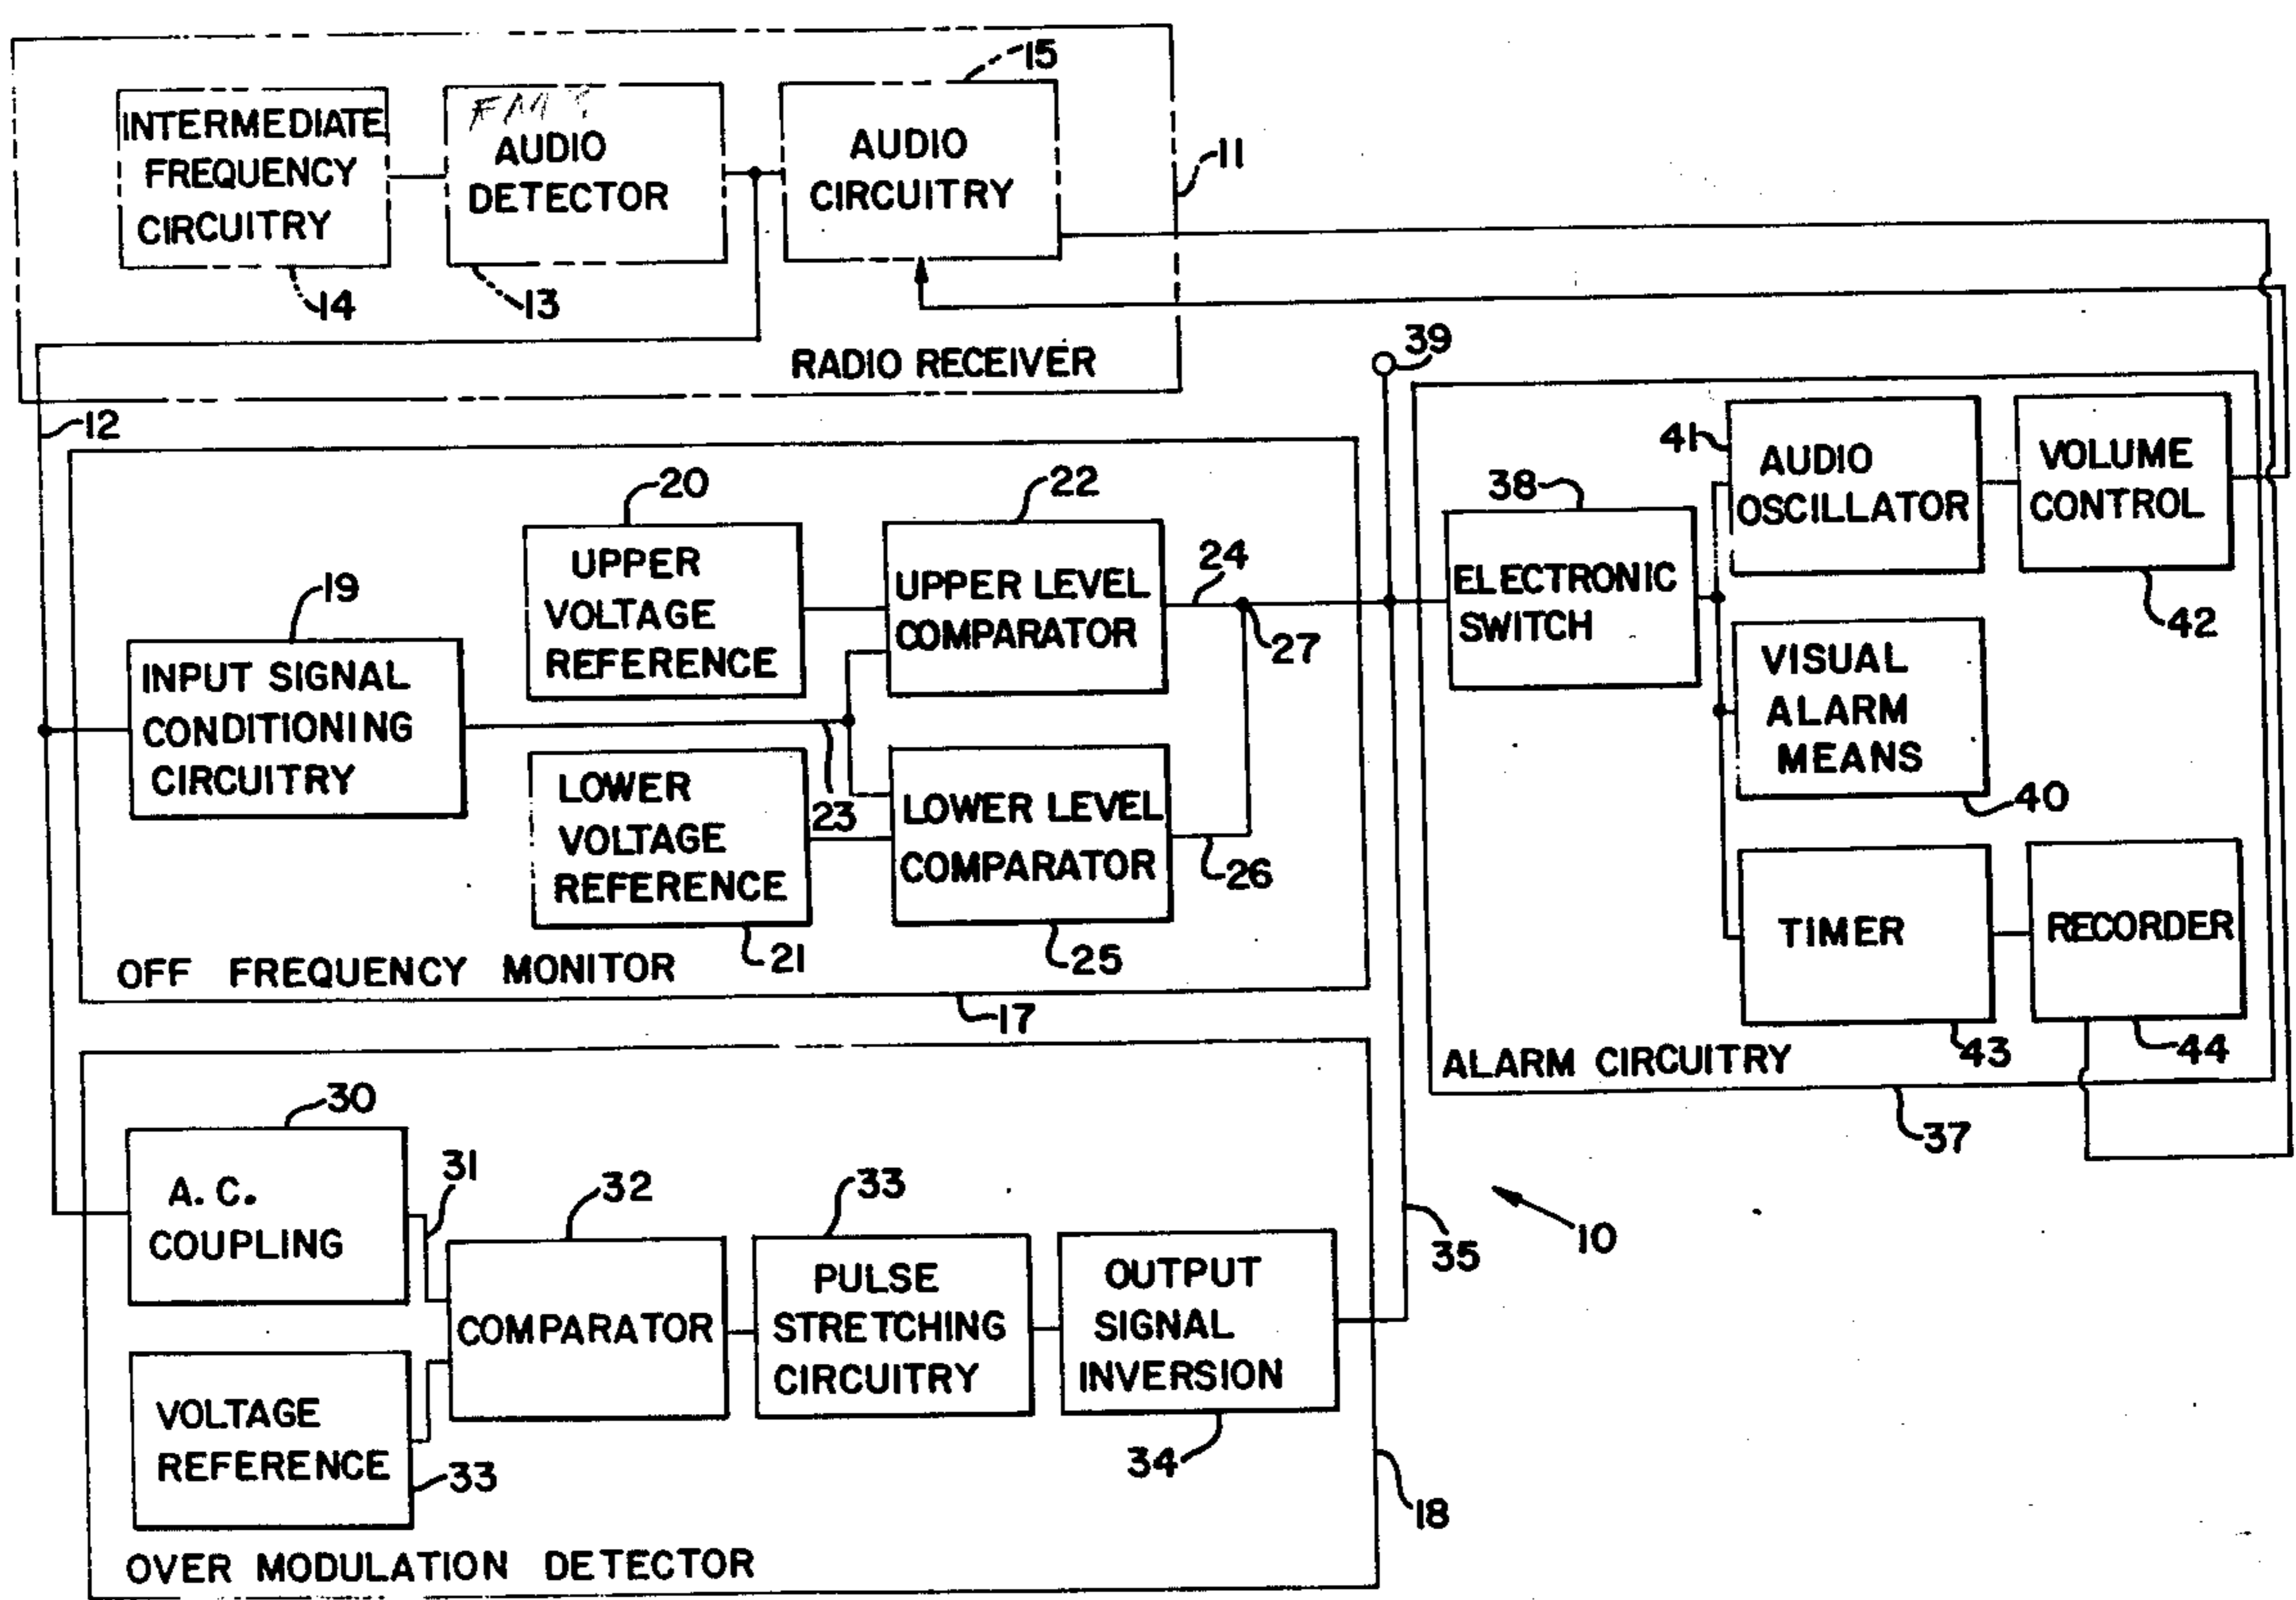 15
INTERMEDIATE
FREQUENCY
CIRCUITRY
14
FM
AUDIO
DETECTOR
13
AUDIO
CIRCUITRY
11
RADIO RECEIVER
12
39
41
AUDIO
OSCILLATOR
VOLUME
CONTROL
42
38
ELECTRONIC
SWITCH
VISUAL
ALARM
MEANS
40
TIMER
43
RECORDER
44
ALARM CIRCUITRY
37
20
UPPER
VOLTAGE
REFERENCE
22
UPPER LEVEL
COMPARATOR
24
27
19
INPUT SIGNAL
CONDITIONING
CIRCUITRY
23
LOWER
VOLTAGE
REFERENCE
21
LOWER LEVEL
COMPARATOR
25
26
OFF FREQUENCY MONITOR
17
30
A.C.
COUPLING
31
32
COMPARATOR
33
PULSE
STRETCHING
CIRCUITRY
OUTPUT
SIGNAL
INVERSION
34
35
10
VOLTAGE
REFERENCE
33
18
OVER MODULATION DETECTOR